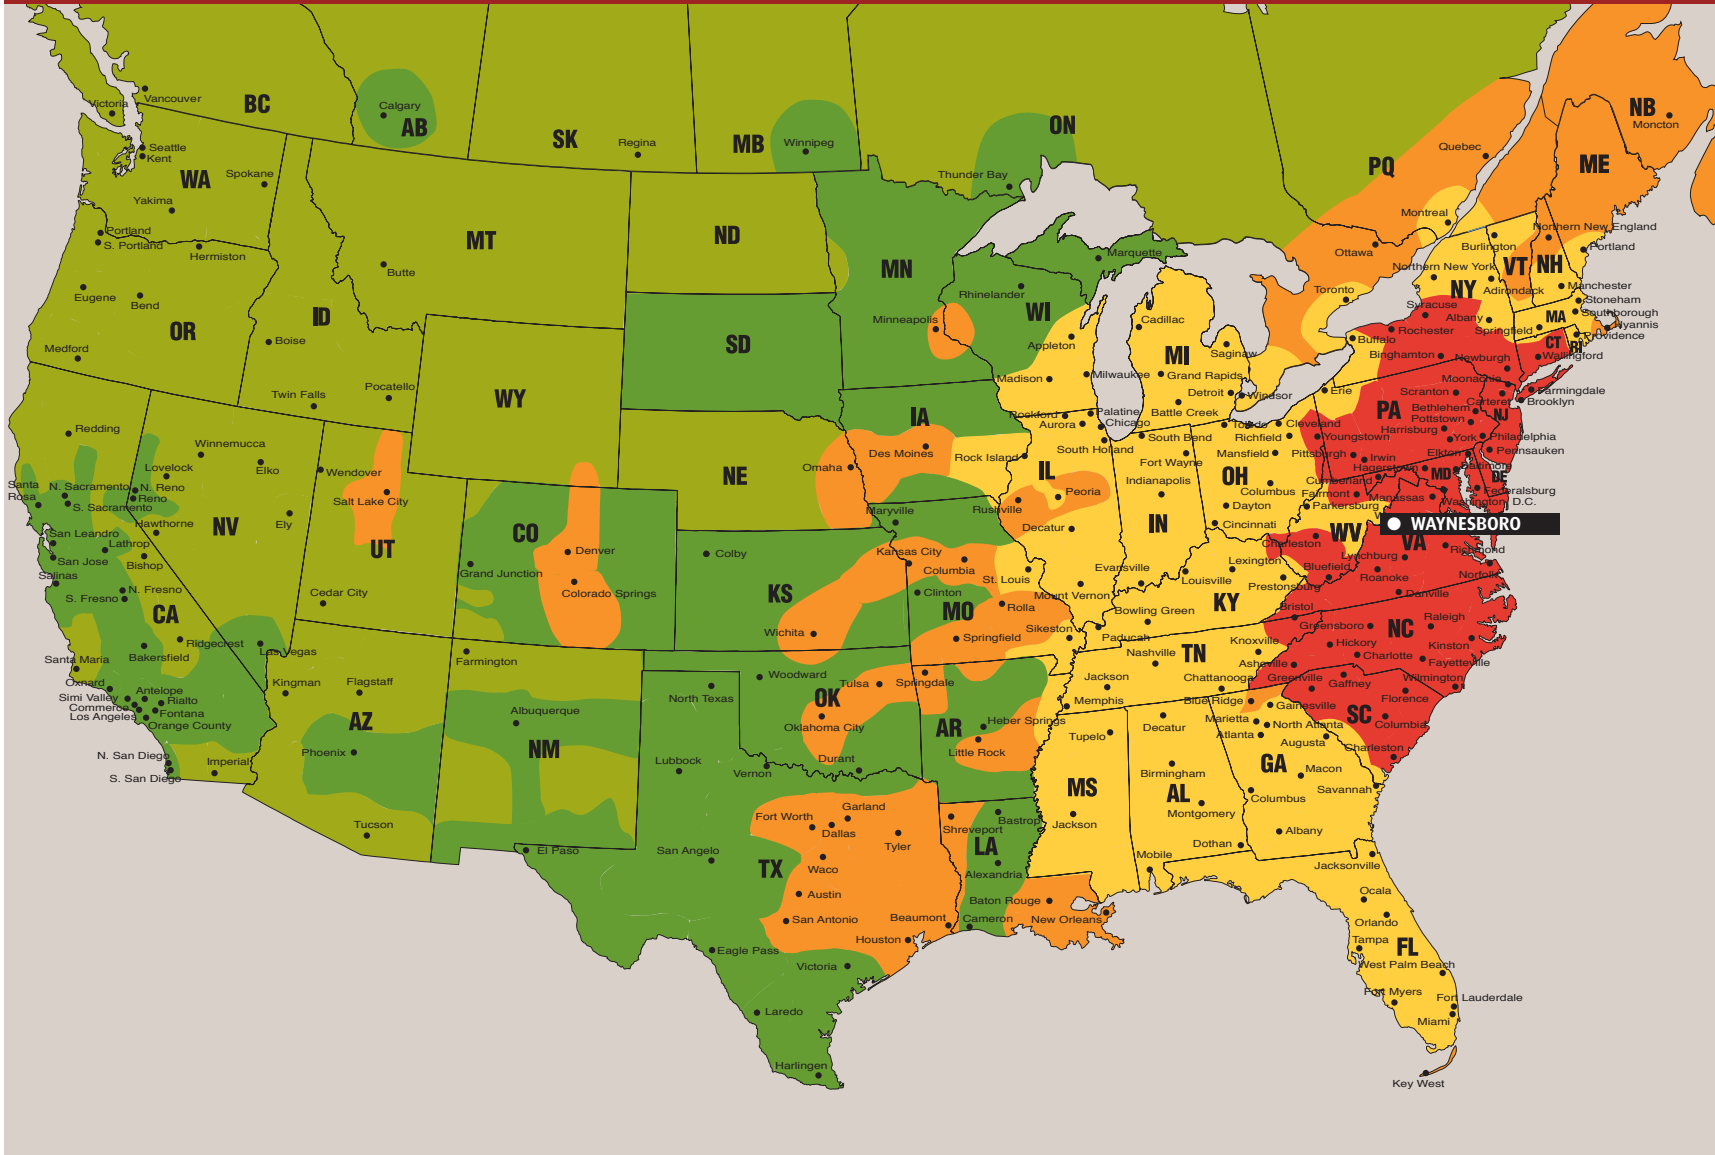 BC
Vancouver
Victoria
Calgary
AB
SK
Regina
MB
Winnipeg
ON
Thunder Bay
PQ
Quebec
Montreal
Ottawa
Toronto
NB
Moncton
ME
Northern New England
Portland
Seattle
Kent
WA
Spokane
Yakima
Portland
S. Portland
Hermiston
Eugene
Bend
OR
Medford
MT
Butte
ID
Boise
Twin Falls
Pocatello
WY
ND
SD
NE
Omaha
MN
Minneapolis
WI
Marquette
Rhinelander
Appleton
Madison
Milwaukee
MI
Cadillac
Saginaw
Grand Rapids
Detroit
Windsor
Battle Creek
IA
Des Moines
Rock Island
Rockford
Aurora
Palatine
Chicago
South Holland
IL
Peoria
Rushville
Decatur
Mount Vernon
IN
South Bend
Fort Wayne
Indianapolis
Evansville
OH
Toledo
Cleveland
Richfield
Mansfield
Youngstown
Columbus
Dayton
Cincinnati
Burlington
VT
NH
Northern New York
Adirondack
NY
Syracuse
Albany
Rochester
Buffalo
Binghamton
Newburgh
Manchester
Stoneham
Southborough
Hyannis
MA
Springfield
Providence
RI
CT
Wallingford
Moonachie
Farmingdale
Brooklyn
Carteret
NJ
Erie
PA
Scranton
Bethlehem
Pottstown
Harrisburg
York
Philadelphia
Pennsauken
Pittsburgh
Irwin
Elkton
Hagerstown
Baltimore
MD
DE
Cumberland
Federalsburg
Fairmont
Manassas
Washington D.C.
Parkersburg
WV
Charleston
WAYNESBORO
VA
Lynchburg
Richmond
Bluefield
Roanoke
Norfolk
Danville
Bristol
Redding
Santa
Rosa
N. Sacramento
S. Sacramento
San Leandro
Lathrop
San Jose
Salinas
Bishop
N. Fresno
S. Fresno
CA
Ridgecrest
Bakersfield
Santa Maria
Oxnard
Simi Valley
Antelope
Rialto
Commerce
Fontana
Los Angeles
Orange County
N. San Diego
S. San Diego
Imperial
Winnemucca
Lovelock
Elko
N. Reno
Reno
NV
Ely
Hawthorne
Las Vegas
Wendover
Salt Lake City
UT
Cedar City
CO
Denver
Grand Junction
Colorado Springs
AZ
Kingman
Flagstaff
Phoenix
Tucson
NM
Farmington
Albuquerque
KS
Colby
Wichita
MO
Maryville
Kansas City
Columbia
St. Louis
Clinton
Rolla
Springfield
Sikeston
KY
Lexington
Louisville
Prestonsburg
Bowling Green
Paducah
TN
Nashville
Knoxville
Jackson
Memphis
Chattanooga
NC
Greensboro
Raleigh
Hickory
Kinston
Charlotte
Fayetteville
Asheville
Wilmington
SC
Greenville
Gaffney
Florence
Columbia
Charleston
OK
Woodward
Tulsa
Oklahoma City
Durant
AR
Springdale
Heber Springs
Little Rock
TX
North Texas
Lubbock
Vernon
El Paso
San Angelo
Fort Worth
Garland
Dallas
Tyler
Waco
Austin
San Antonio
Beaumont
Houston
Eagle Pass
Victoria
Laredo
Harlingen
LA
Shreveport
Bastrop
Alexandria
Baton Rouge
Cameron
New Orleans
MS
Tupelo
Jackson
AL
Decatur
Birmingham
Montgomery
Dothan
Mobile
GA
Blue Ridge
Gainesville
Marietta
North Atlanta
Atlanta
Augusta
Macon
Columbus
Savannah
Albany
FL
Jacksonville
Ocala
Orlando
Tampa
West Palm Beach
Fort Myers
Fort Lauderdale
Miami
Key West